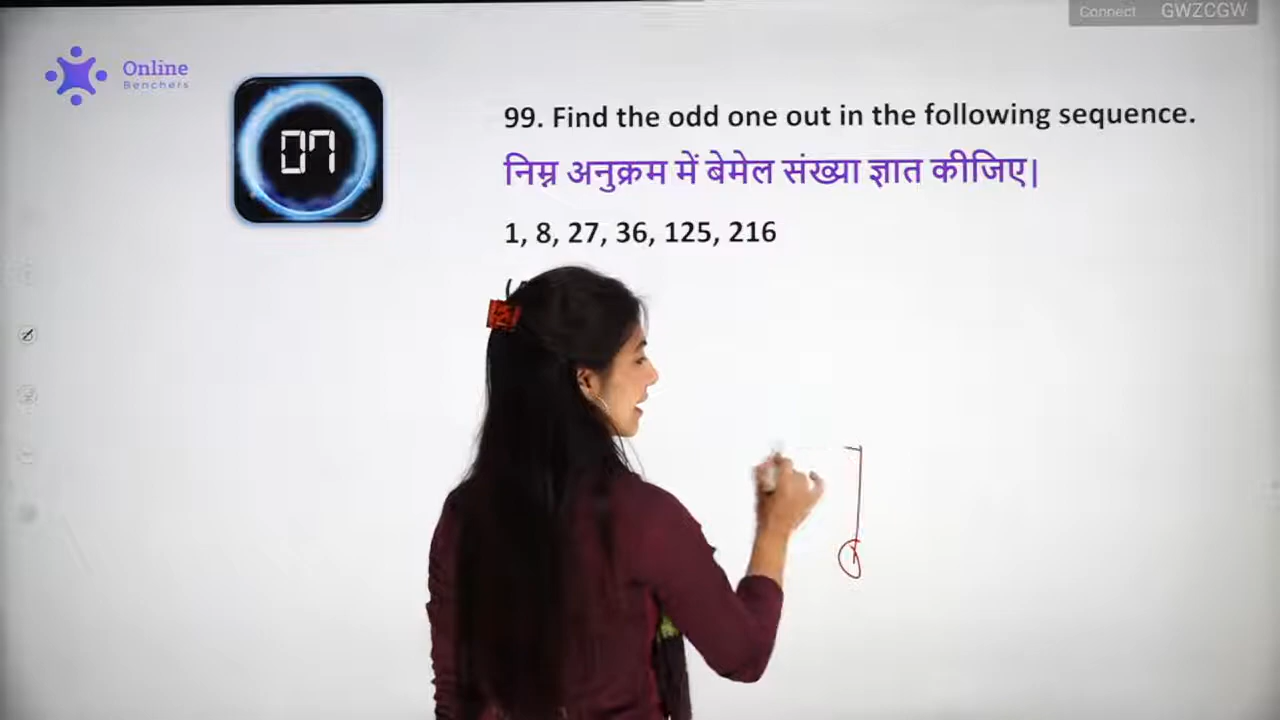 Connect GWZCGW
Online
Benchers
07
99. Find the odd one out in the following sequence.
निम्न अनुक्रम में बेमेल संख्या ज्ञात कीजिए।
1, 8, 27, 36, 125, 216